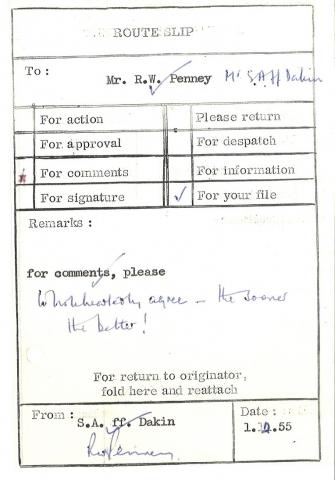 ROUTE SLIP
To :
Mr. R.W. Penney Mr S.A.ff Dakin
For action
Please return
For approval
For despatch
For comments
For information
For signature
For your file
Remarks :
for comments, please
Wholeheartedly agree – the sooner
the better!
For return to originator,
fold here and reattach
From :
S.A. ff. Dakin
RW Penney
Date :
55